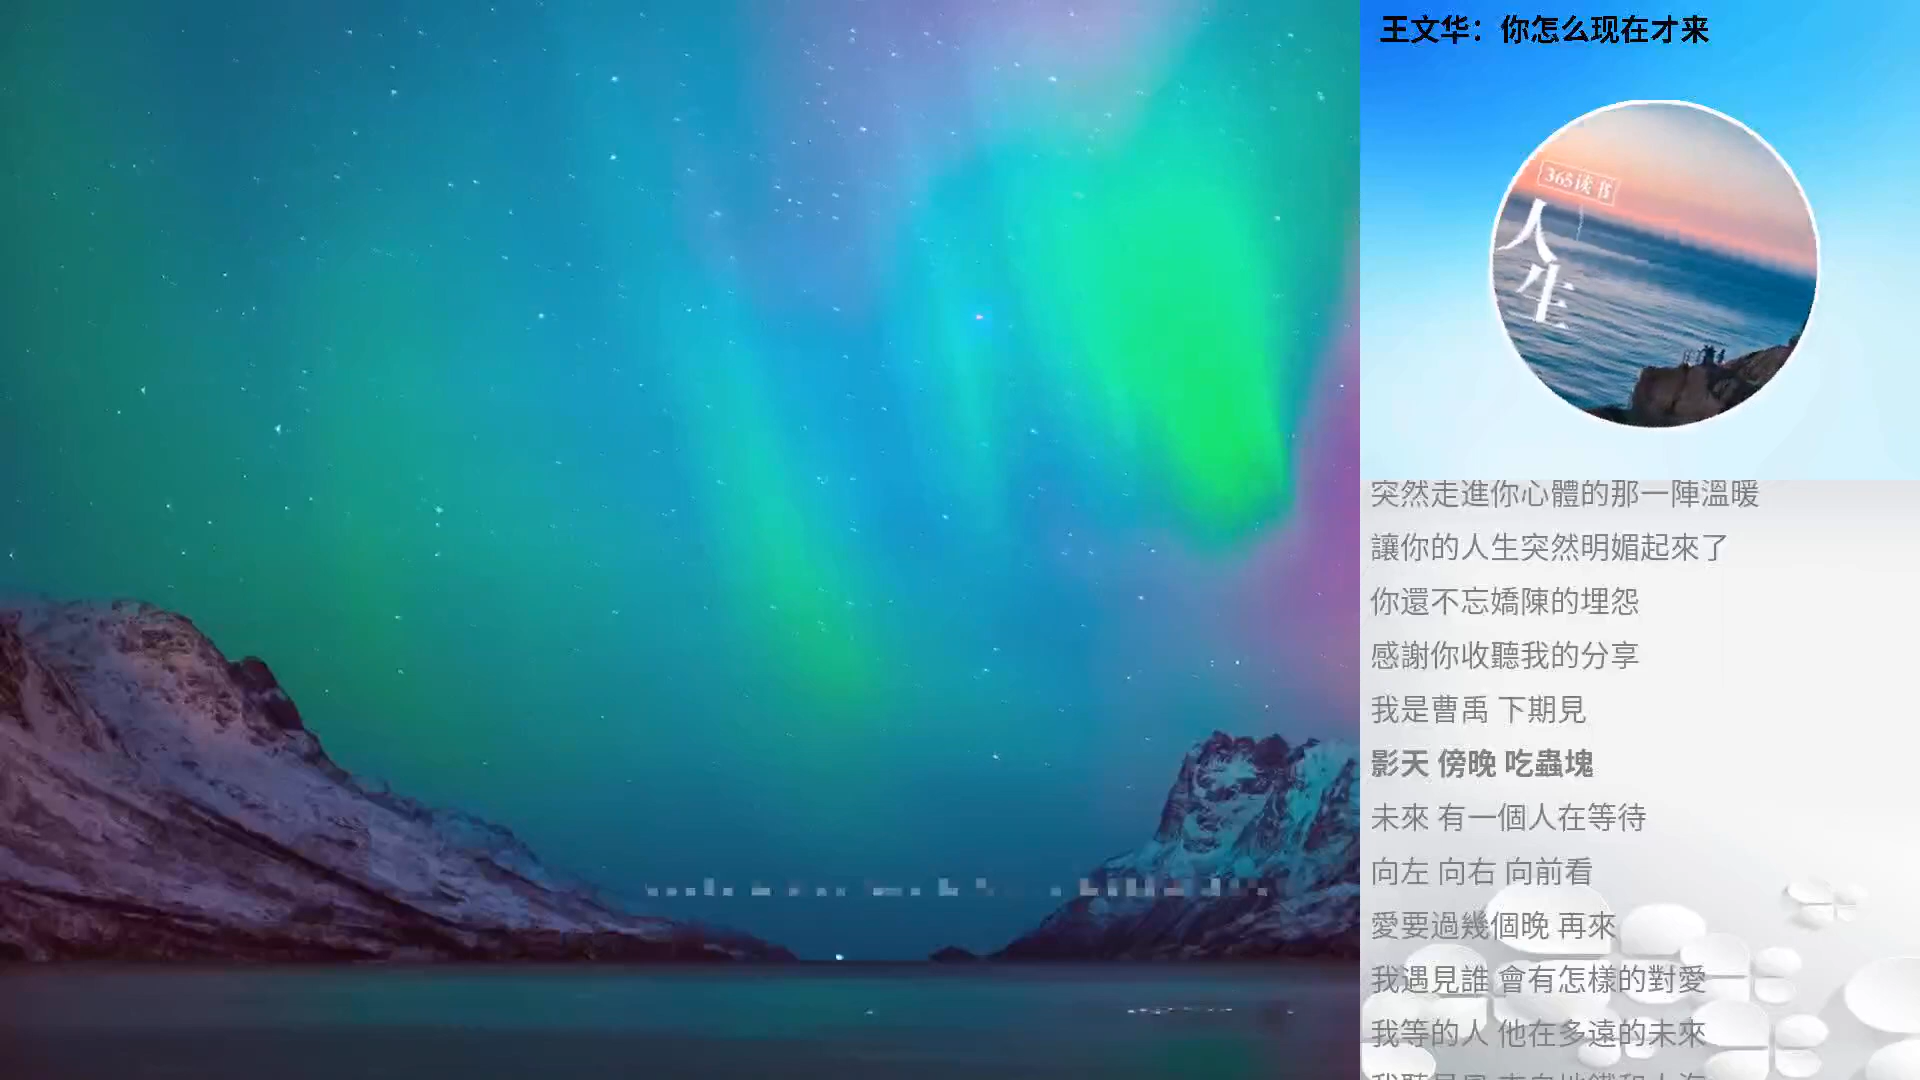 王文华：你怎么现在才来
365读书
人生
突然走進你心體的那一陣溫暖
讓你的人生突然明媚起來了
你還不忘嬌陳的埋怨
感謝你收聽我的分享
我是曹禹 下期見
影天 傍晚 吃蟲塊
未來 有一個人在等待
向左 向右 向前看
愛要過幾個晚 再來
我遇見誰 會有怎樣的對愛
我等的人 他在多遠的未來